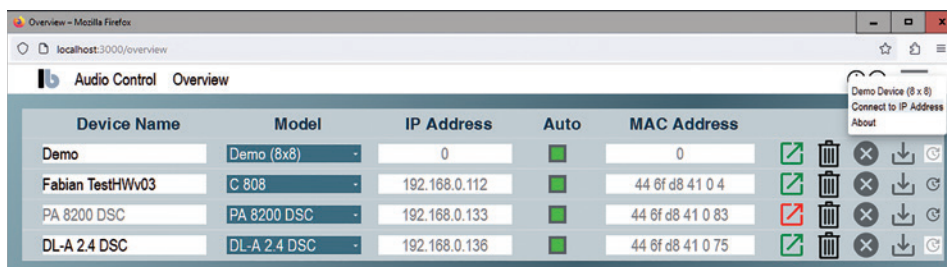 Overview – Mozilla Firefox
localhost:3000/overview
lb Audio Control Overview
Demo Device (8 x 8)
Connect to IP Address
About
Device Name Model IP Address Auto MAC Address
Demo Demo (8x8) 0 0
Fabian TestHWv03 C 808 192.168.0.112 44 6f d8 41 0 4
PA 8200 DSC PA 8200 DSC 192.168.0.133 44 6f d8 41 0 83
DL-A 2.4 DSC DL-A 2.4 DSC 192.168.0.136 44 6f d8 41 0 75